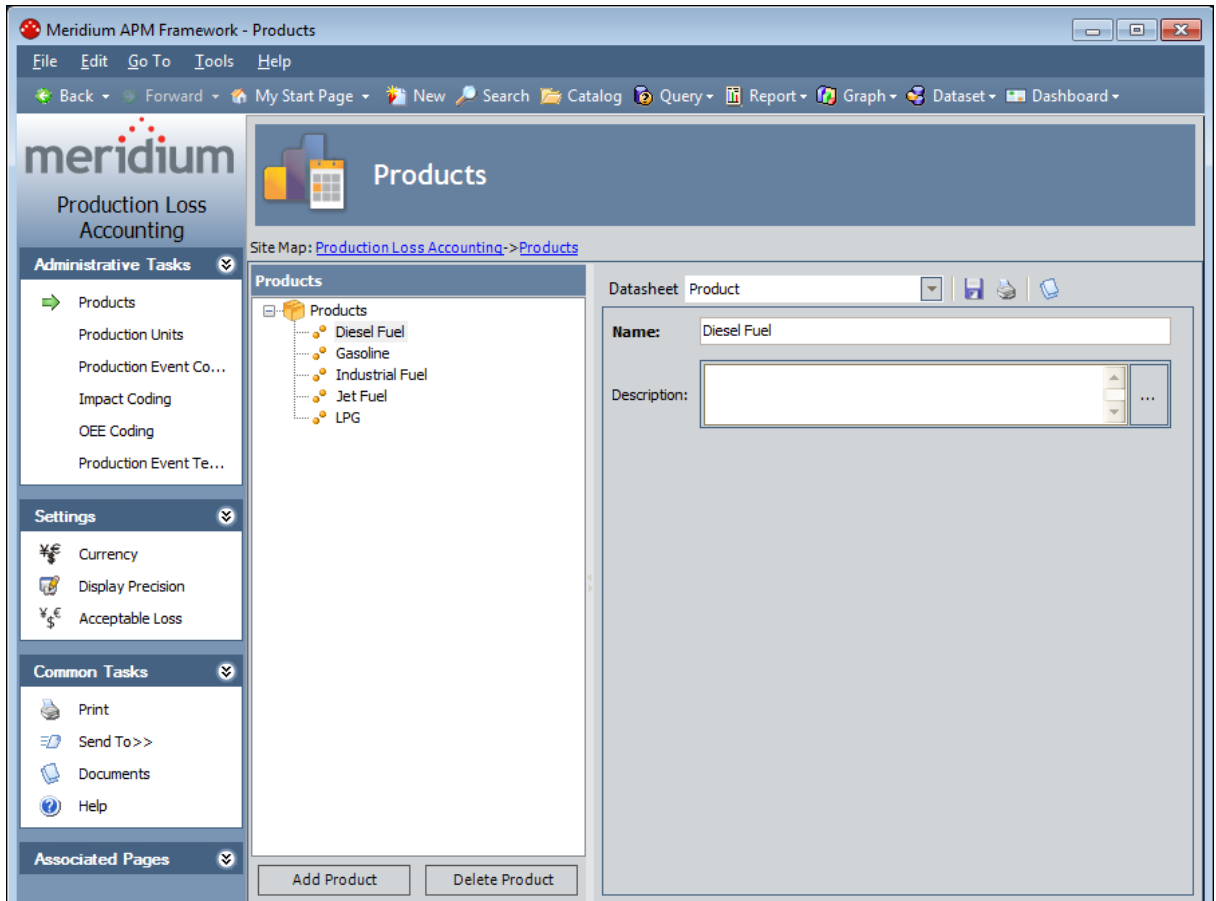 Meridium APM Framework - Products
File Edit Go To Tools Help
Back Forward My Start Page New Search Catalog Query Report Graph Dataset Dashboard
meridium
Production Loss
Accounting
Products
Site Map: Production Loss Accounting->Products
Administrative Tasks
Products
Production Units
Production Event Co...
Impact Coding
OEE Coding
Production Event Te...
Settings
Currency
Display Precision
Acceptable Loss
Common Tasks
Print
Send To>>
Documents
Help
Associated Pages
Products
Products
Diesel Fuel
Gasoline
Industrial Fuel
Jet Fuel
LPG
Add Product Delete Product
Datasheet Product
Name: Diesel Fuel
Description: ...